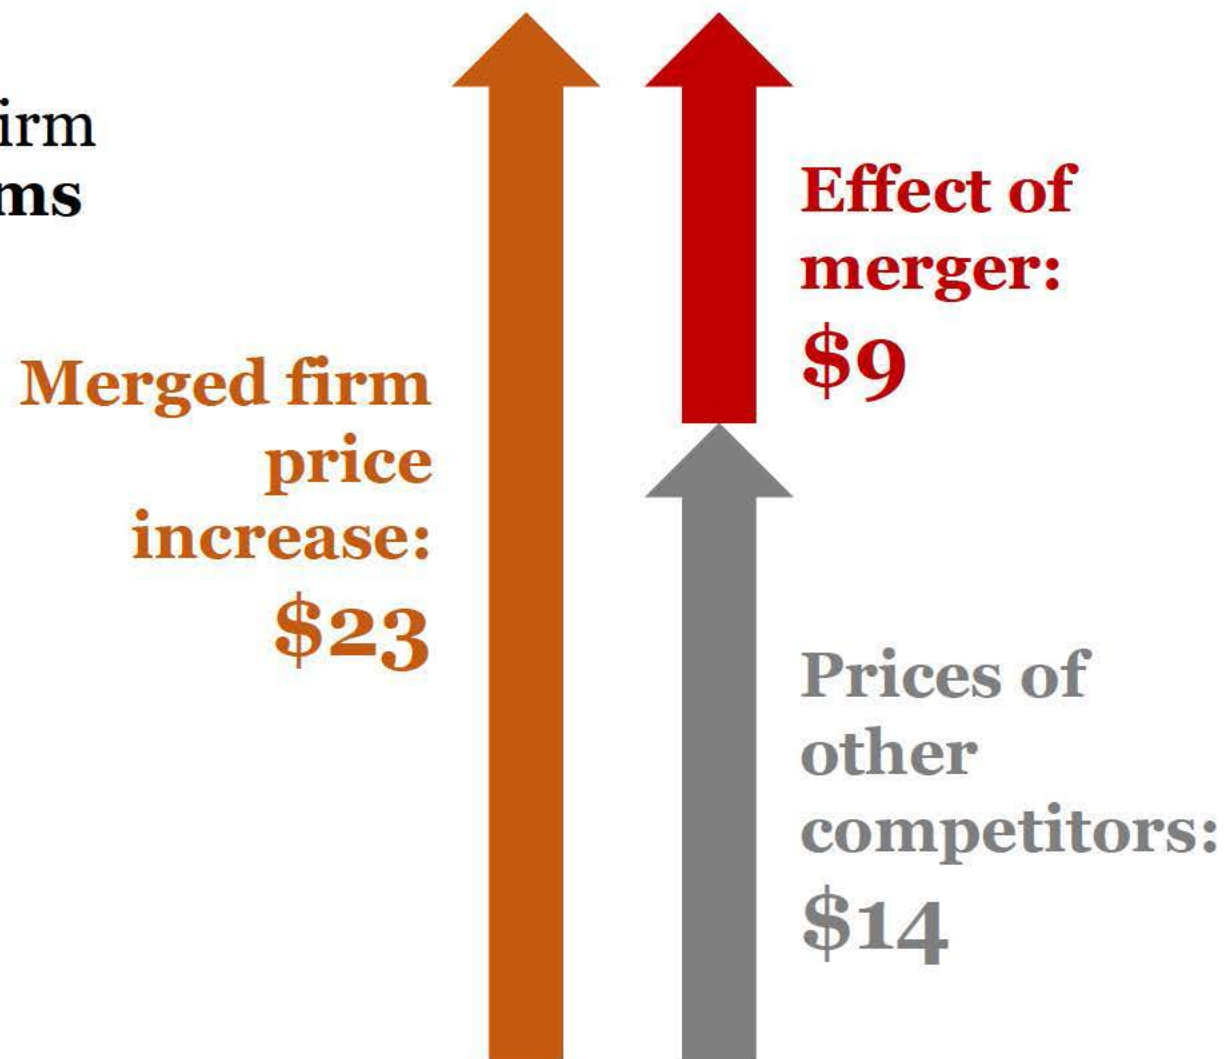 irm
ms
Merged firm
price
increase:
$23
Effect of
merger:
$9
Prices of
other
competitors:
$14